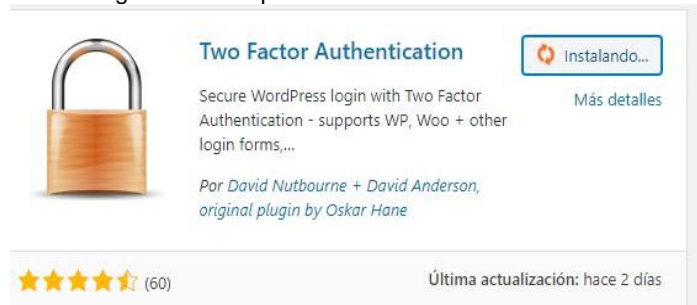 Two Factor Authentication
Instalando...
Secure WordPress login with Two Factor
Más detalles
Authentication - supports WP, Woo + other
login forms,...
Por David Nutbourne + David Anderson,
original plugin by Oskar Hane
(60)
Última actualización: hace 2 días